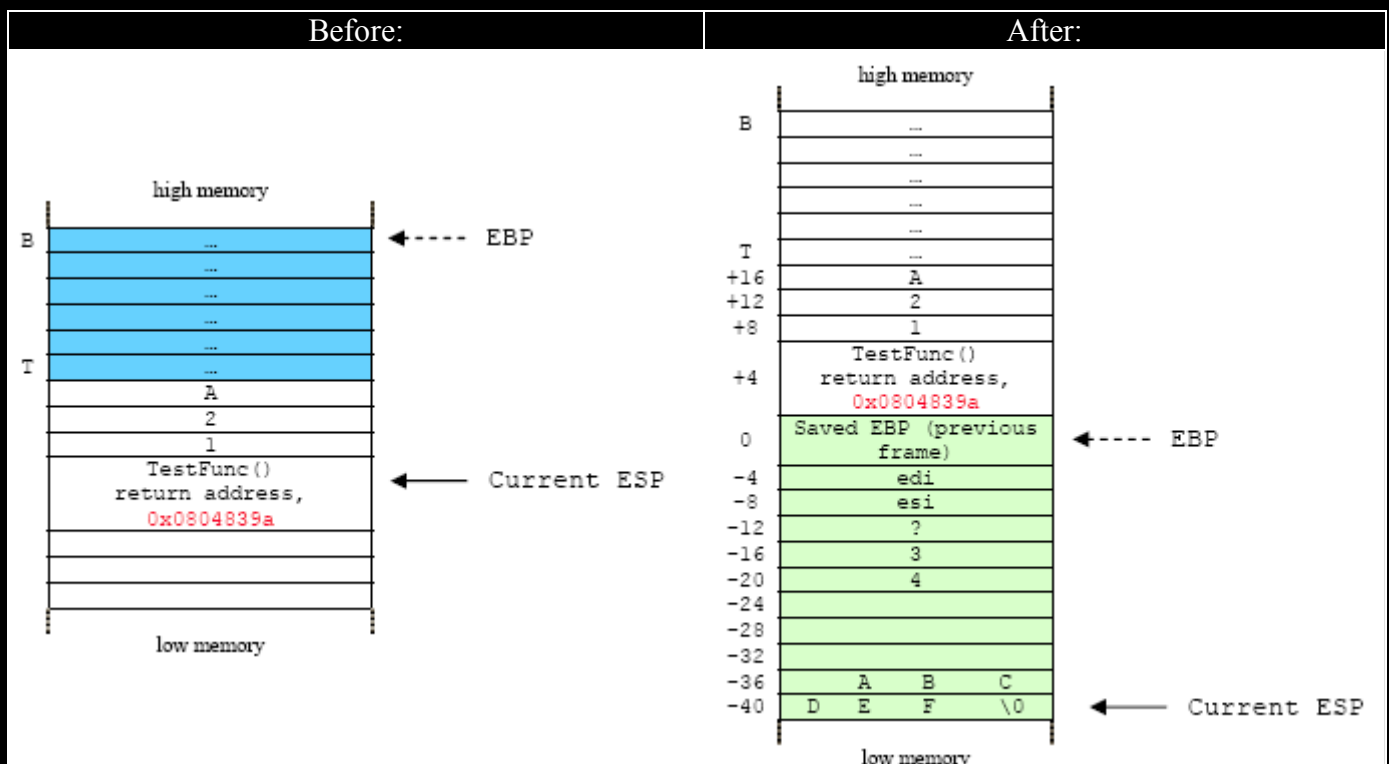 Before:
After:
high memory
B ... EBP
...
...
...
...
T ...
A
2
1
TestFunc()
return address,
0x0804839a
Current ESP
low memory
high memory
B ...
...
...
...
...
T ...
+16 A
+12 2
+8 1
TestFunc()
+4 return address,
0x0804839a
Saved EBP (previous
0 frame)
EBP
-4 edi
-8 esi
-12 ?
-16 3
-20 4
-24
-28
-32
-36 A B C
-40 D E F \0 Current ESP
low memory